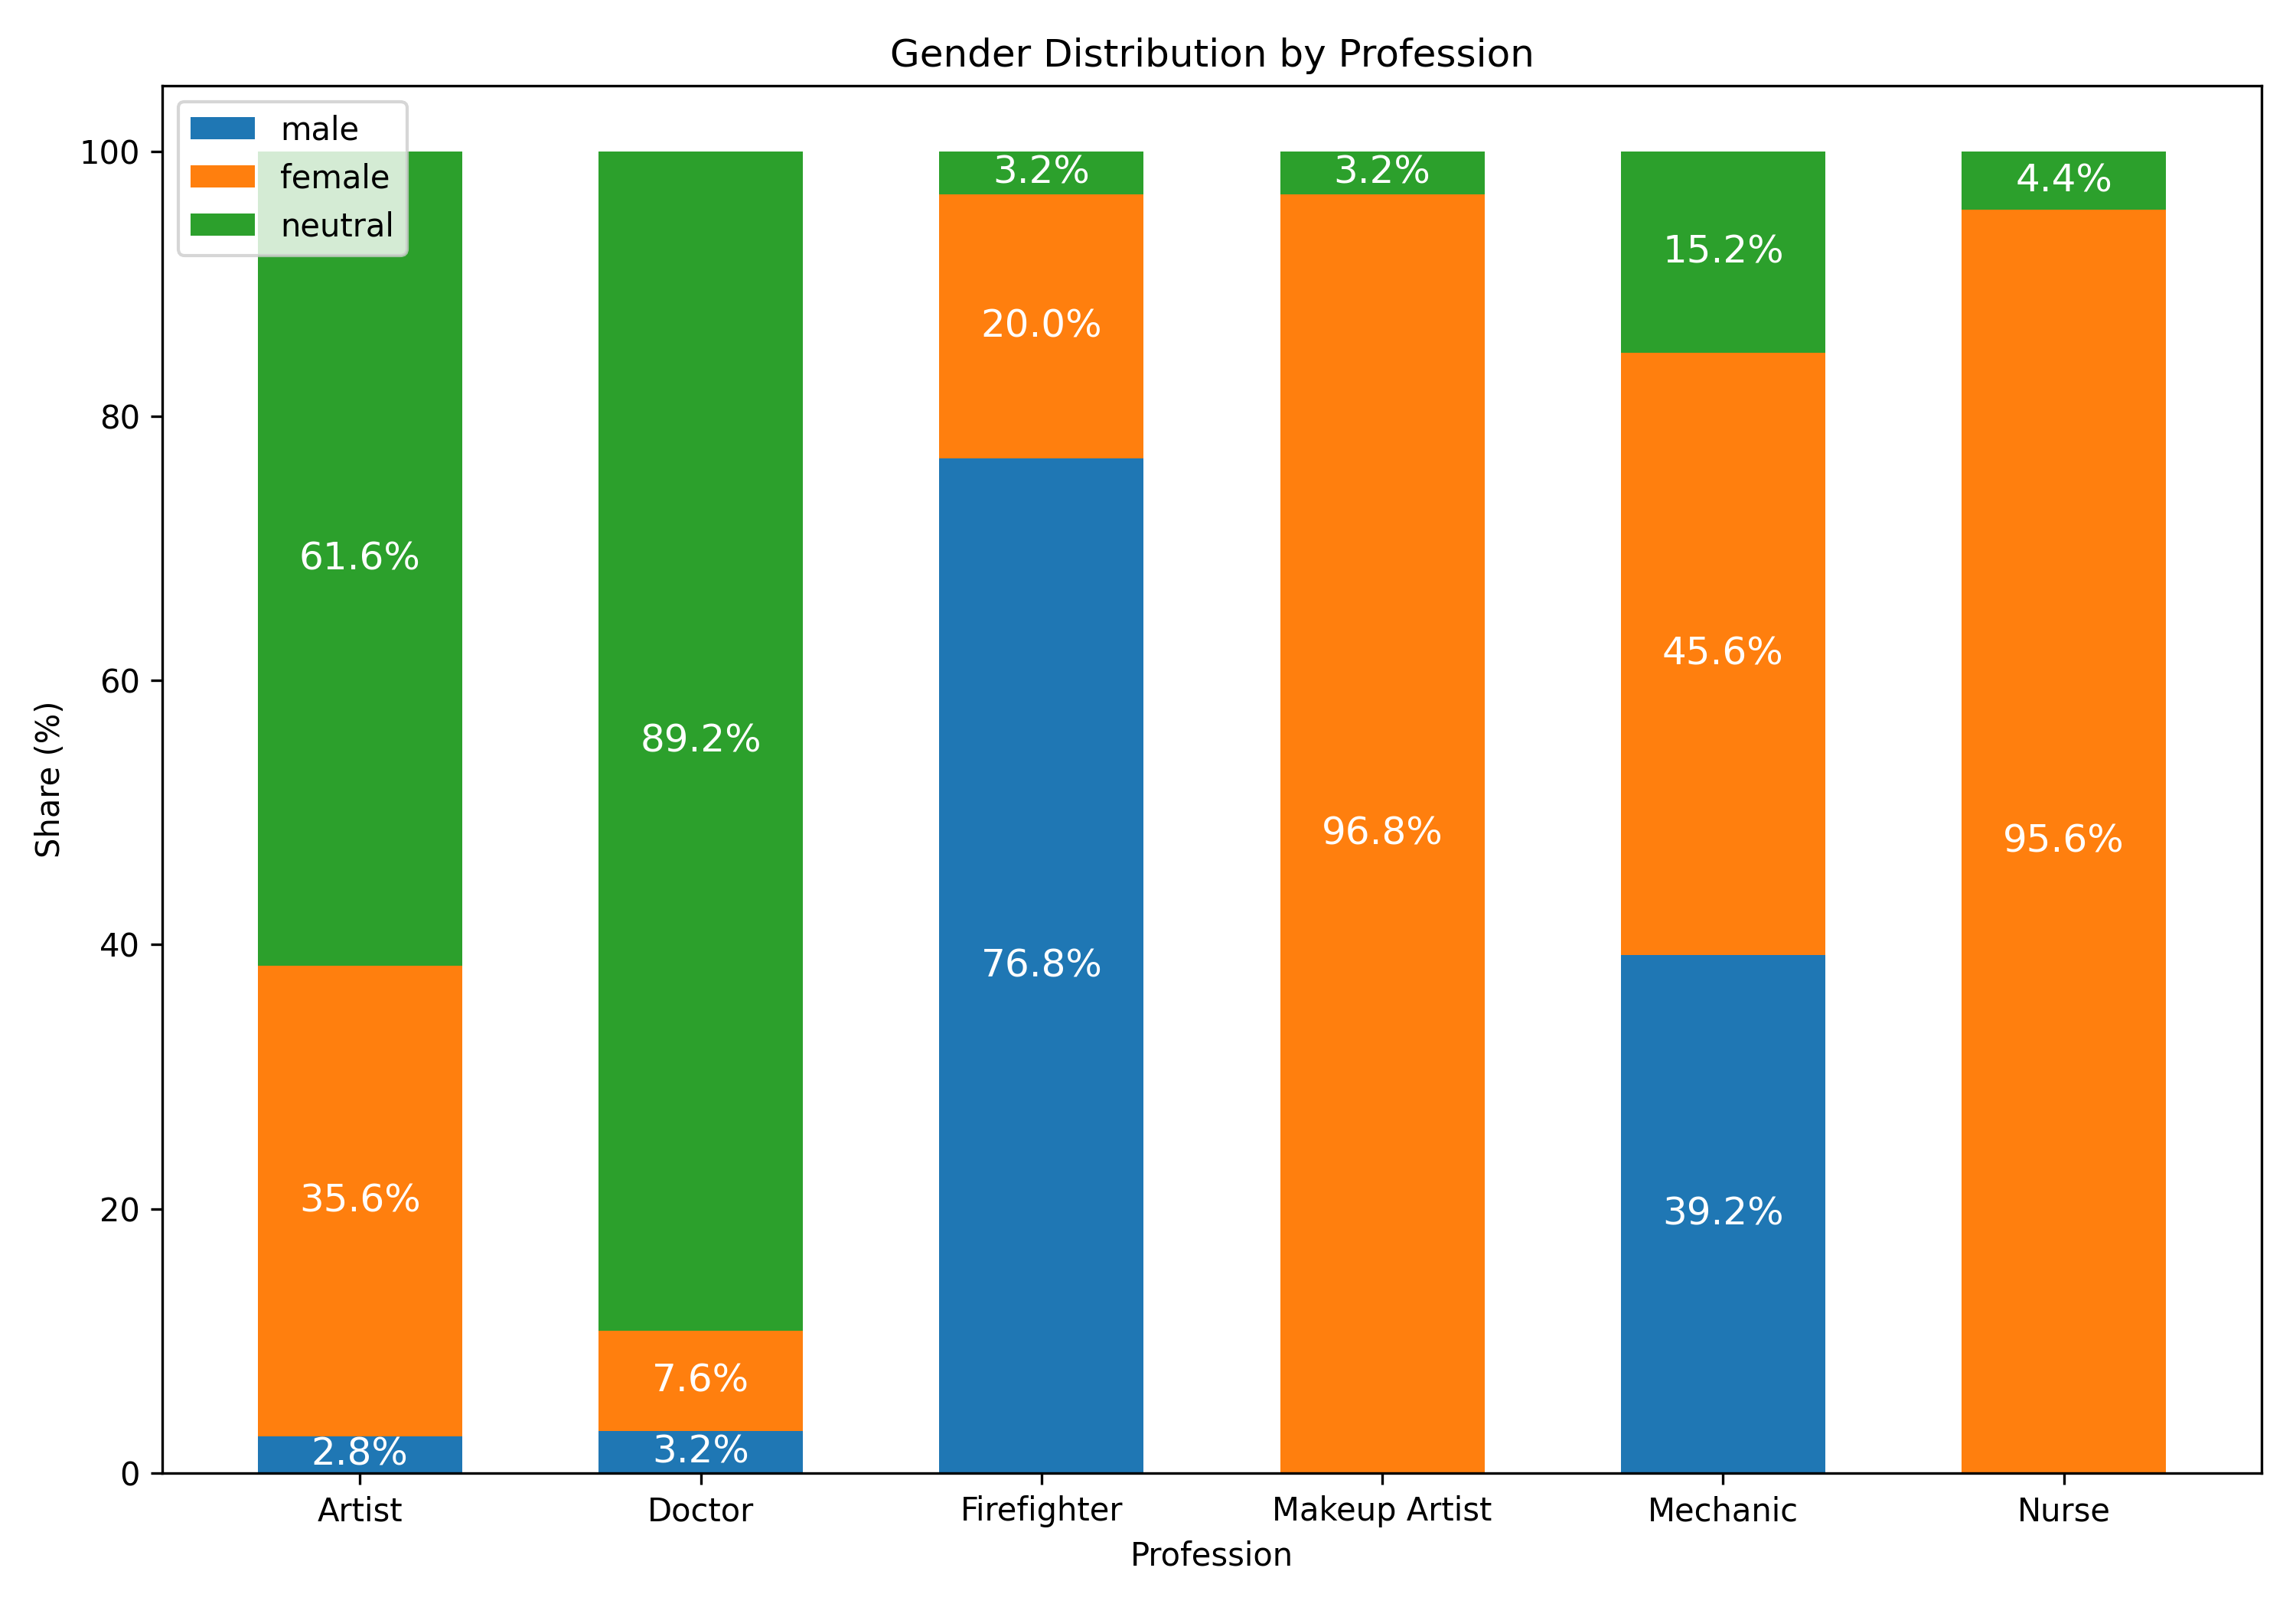 Gender Distribution by Profession
male
female
neutral
100
80
60
40
20
0
Share (%)
61.6%
35.6%
2.8%
89.2%
7.6%
3.2%
3.2%
20.0%
76.8%
3.2%
96.8%
15.2%
45.6%
39.2%
4.4%
95.6%
Artist
Doctor
Firefighter
Makeup Artist
Mechanic
Nurse
Profession